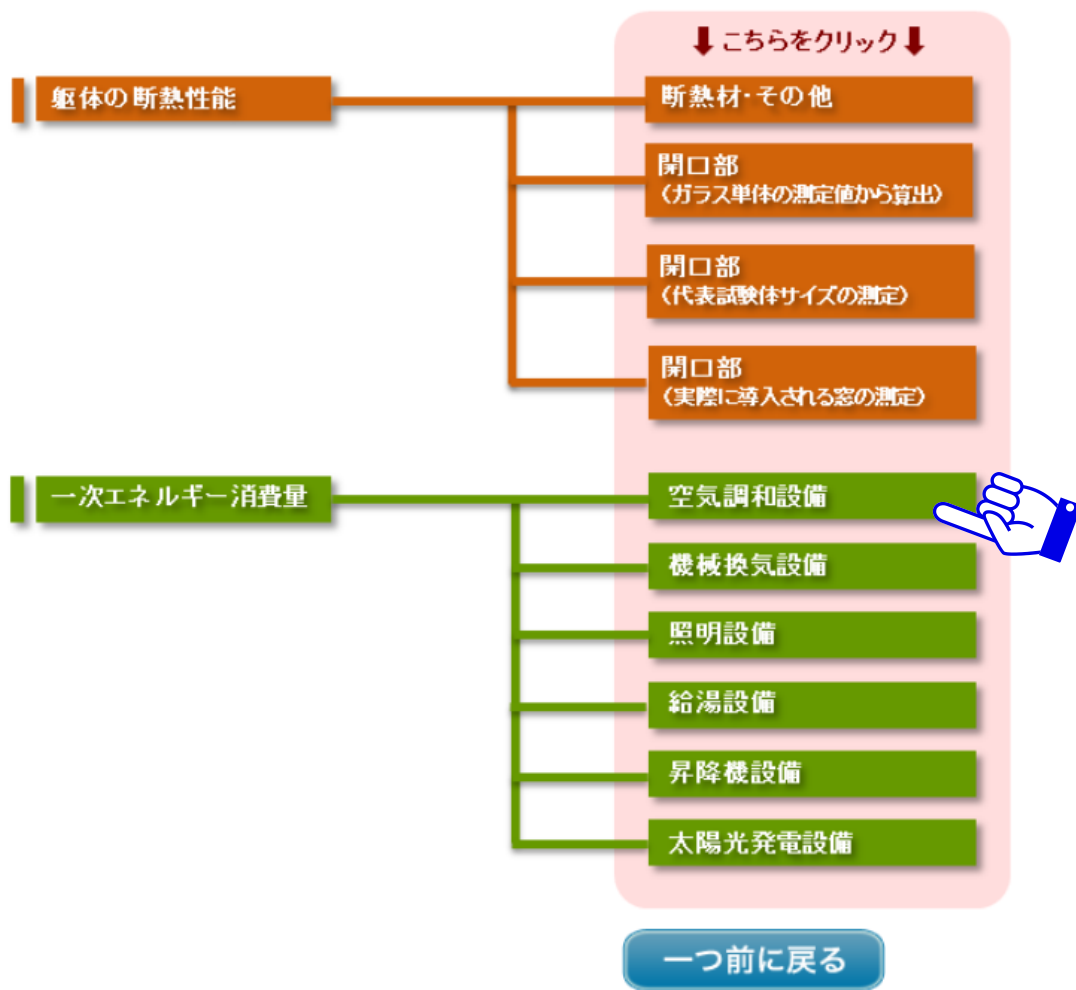 ⬇こちらをクリック⬇
躯体の断熱性能
断熱材・その他
開口部
(ガラス単体の測定値から算出)
開口部
(代表試験体サイズの測定)
開口部
(実際に導入される窓の測定)
一次エネルギー消費量
空気調和設備
機械換気設備
照明設備
給湯設備
昇降機設備
太陽光発電設備
一つ前に戻る